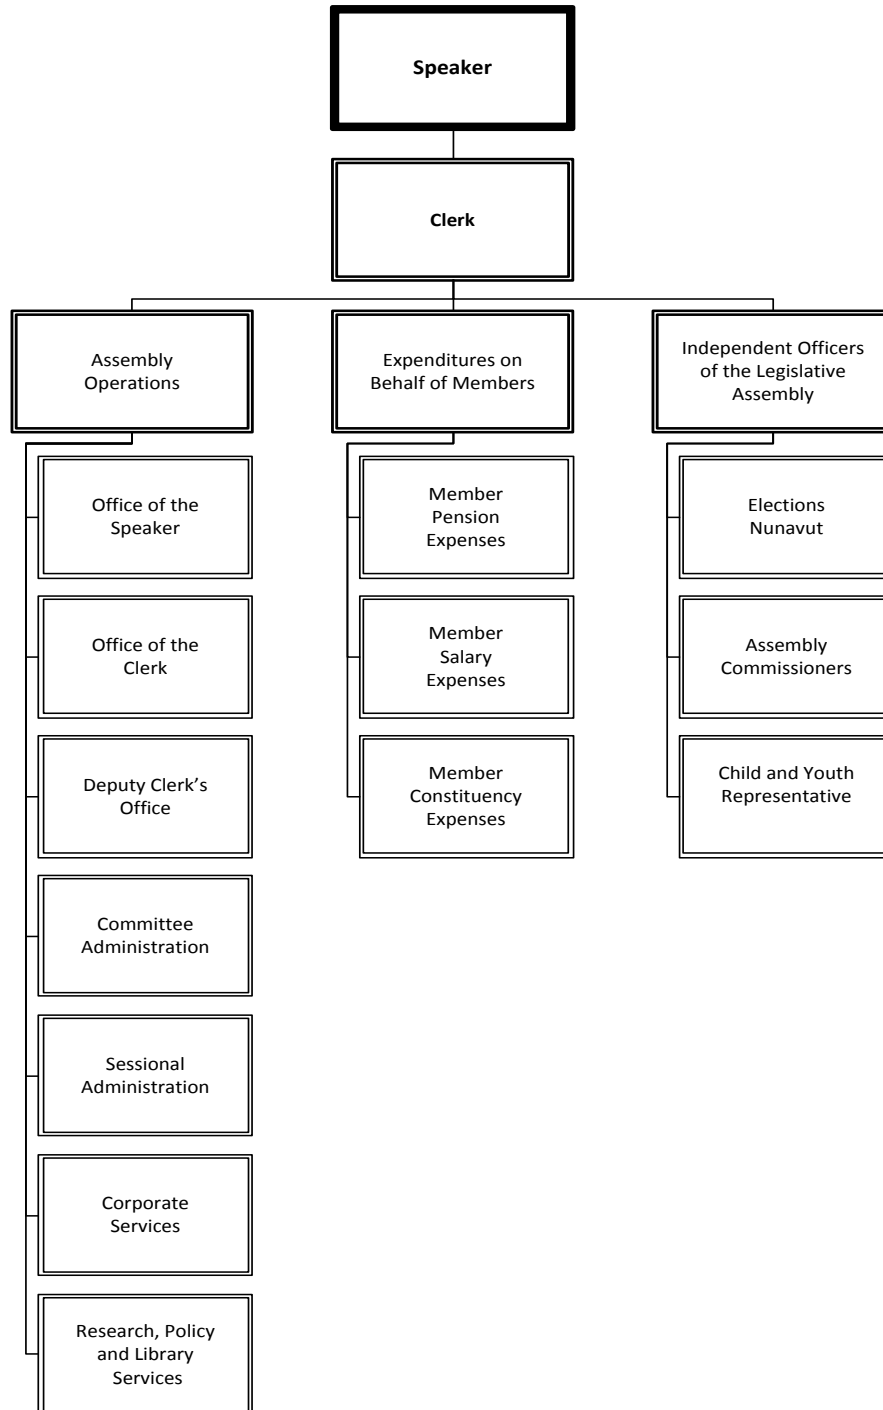 Speaker
Clerk
Assembly
Operations
Expenditures on
Behalf of Members
Independent Officers
of the Legislative
Assembly
Office of the
Speaker
Office of the
Clerk
Deputy Clerk’s
Office
Committee
Administration
Sessional
Administration
Corporate
Services
Research, Policy
and Library
Services
Member
Pension
Expenses
Member
Salary
Expenses
Member
Constituency
Expenses
Elections
Nunavut
Assembly
Commissioners
Child and Youth
Representative